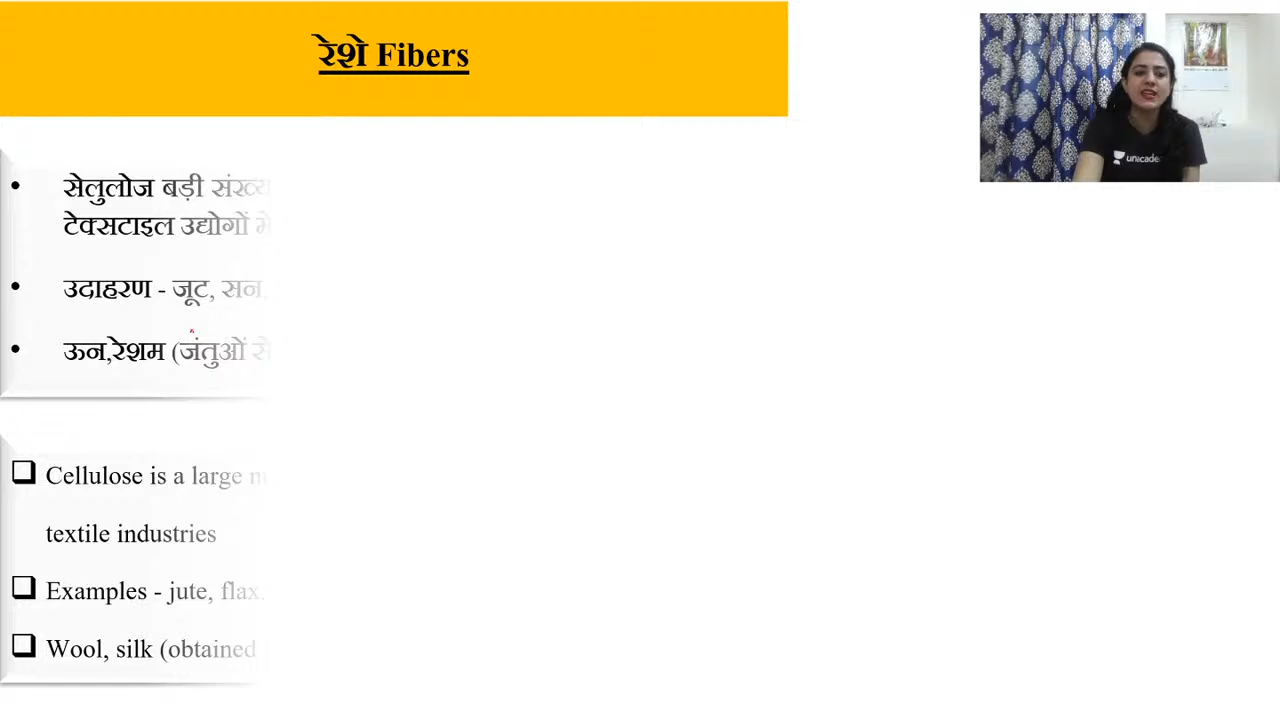 रेशे Fibers
• सेलुलोज बड़ी
टेक्सटाइल उद्योगों में
• उदाहरण - जूट, सन,
• ऊन,रेशम (जंतुओं से
❑ Cellulose is a large
textile industries
❑ Examples - jute, flax,
❑ Wool, silk (obtained